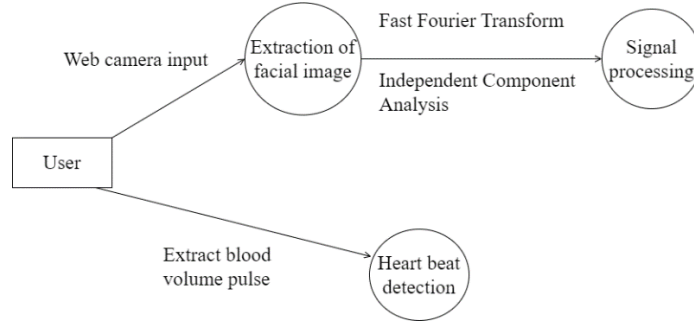 Fast Fourier Transform
Extraction of
facial image
Signal
processing
Web camera input
Independent Component
Analysis
User
Extract blood
volume pulse
Heart beat
detection